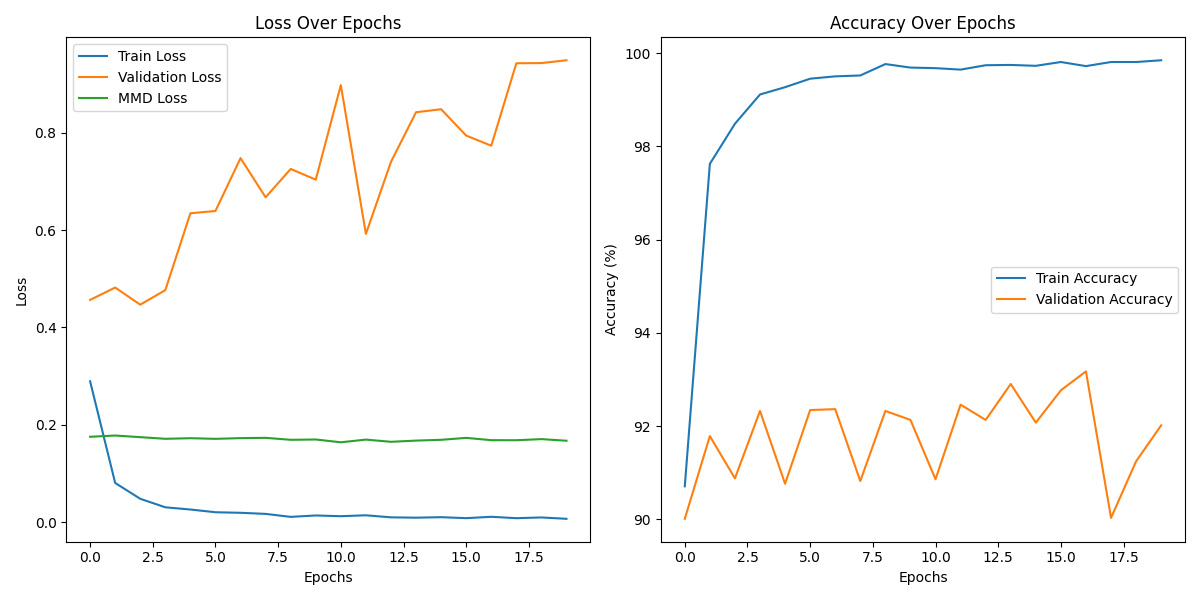 Loss Over Epochs
Train Loss
Validation Loss
MMD Loss
Loss
0.8
0.6
0.4
0.2
0.0
0.0 2.5 5.0 7.5 10.0 12.5 15.0 17.5
Epochs
Accuracy Over Epochs
Train Accuracy
Validation Accuracy
Accuracy (%)
100
98
96
94
92
90
0.0 2.5 5.0 7.5 10.0 12.5 15.0 17.5
Epochs